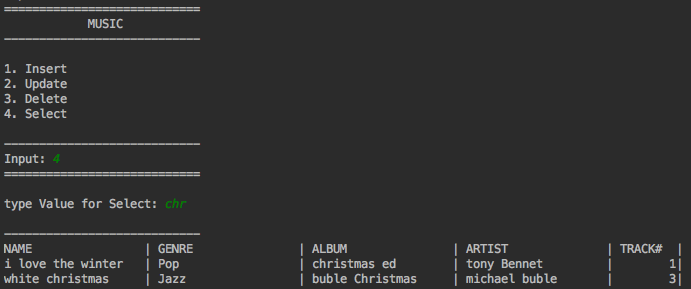 MUSIC
1. Insert
2. Update
3. Delete
4. Select
Input: 4
type Value for Select: chr
NAME | GENRE | ALBUM | ARTIST | TRACK# |
i love the winter | Pop | christmas ed | tony Bennet | 1|
white christmas | Jazz | buble Christmas | michael buble | 3|